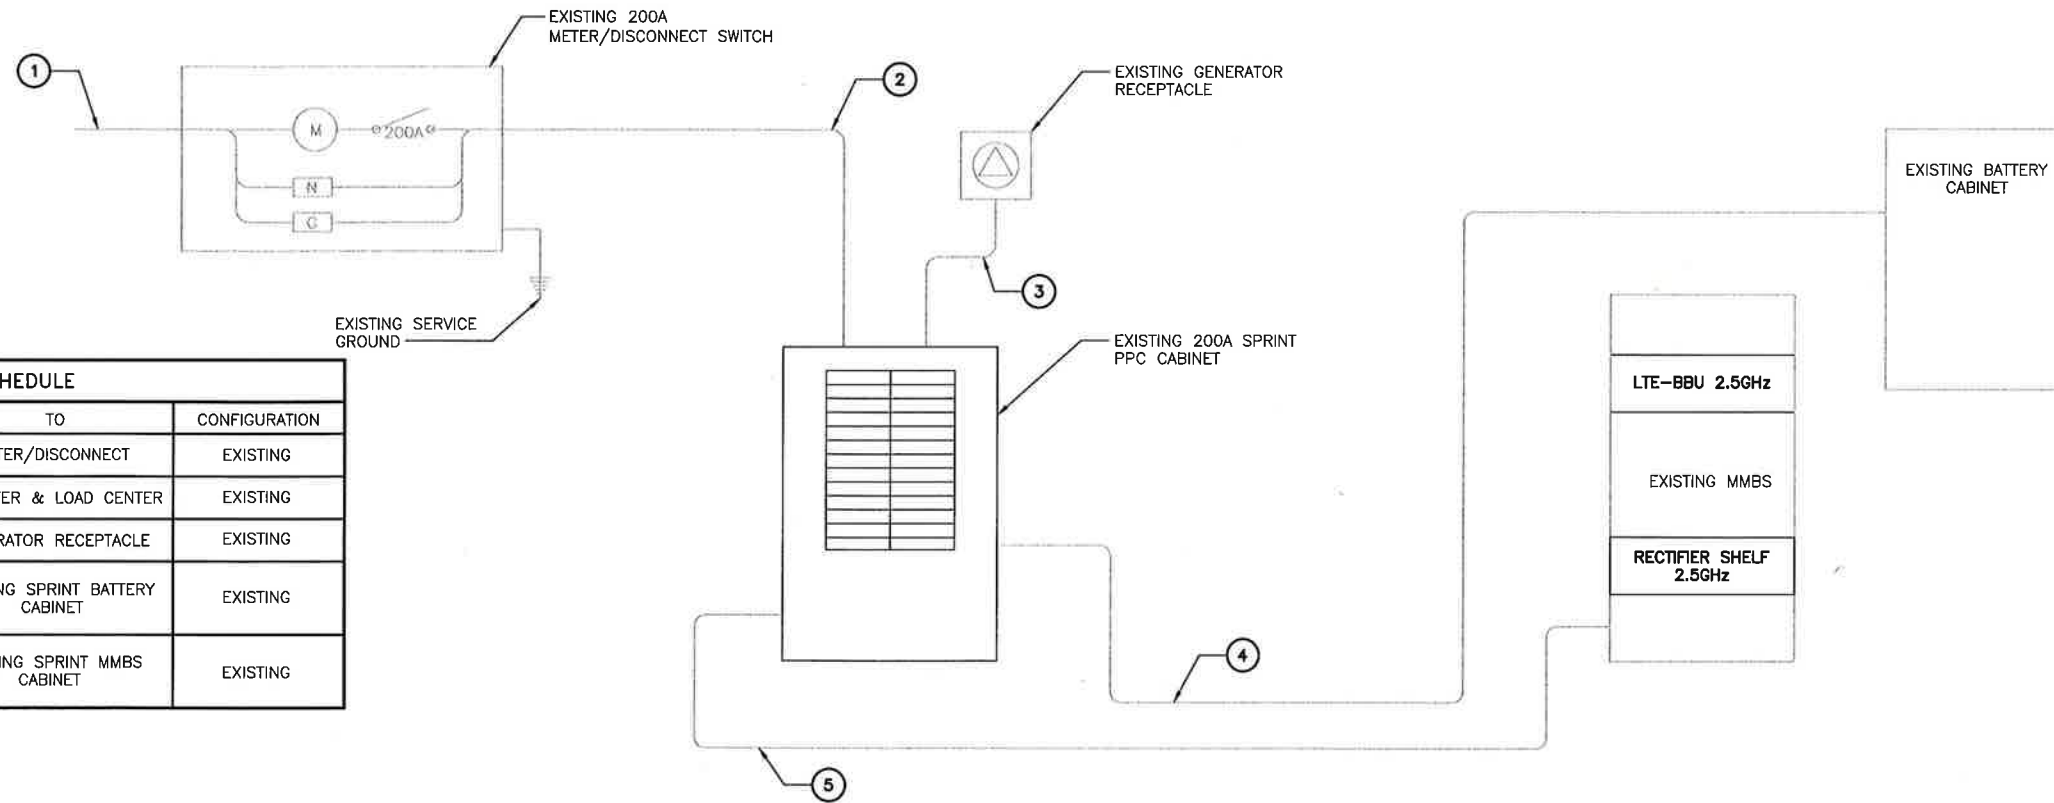 EXISTING 200A
METER/DISCONNECT SWITCH
1
2
EXISTING GENERATOR
RECEPTACLE
M
200A
N
G
EXISTING BATTERY
CABINET
3
EXISTING SERVICE
GROUND
EXISTING 200A SPRINT
PPC CABINET
LTE-BBU 2.5GHz
EXISTING MMBS
RECTIFIER SHELF
2.5GHz
4
5
HEDULE
TO CONFIGURATION
TER/DISCONNECT EXISTING
TER & LOAD CENTER EXISTING
RATOR RECEPTACLE EXISTING
NG SPRINT BATTERY
CABINET
EXISTING
ING SPRINT MMBS
CABINET
EXISTING